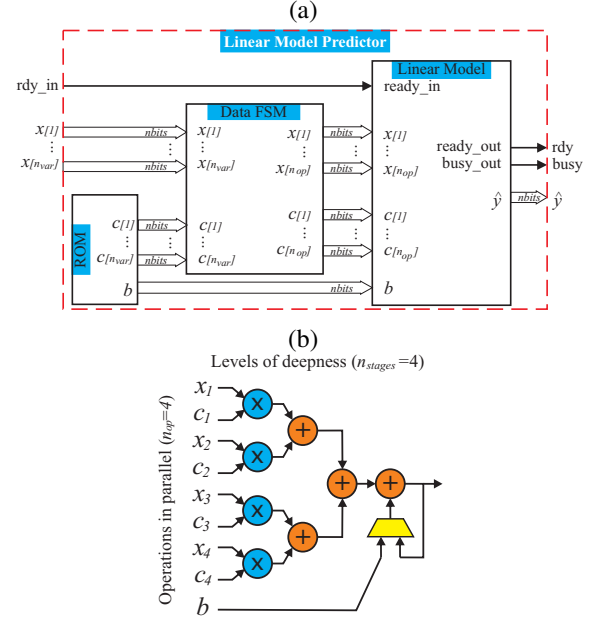 (a)
Linear Model Predictor
rdy_in
Linear Model
ready_in
Data FSM
x[1] nbits x[1] x[1] nbits x[1]
⋮ ... ⋮ ⋮ ... ⋮
x[nvar] nbits x[nvar] x[nop] nbits x[nop]
ready_out rdy
busy_out busy
ŷ nbits ŷ
ROM
c[1] nbits c[1] c[1] nbits c[1]
⋮ ... ⋮ ⋮ ... ⋮
c[nvar] nbits c[nvar] c[nop] nbits c[nop]
b nbits b
(b)
Levels of deepness (nstages=4)
Operations in parallel (nop=4)
x1
c1
x
+
x2
c2
x
+
+
x3
c3
x
+
x4
c4
x
b